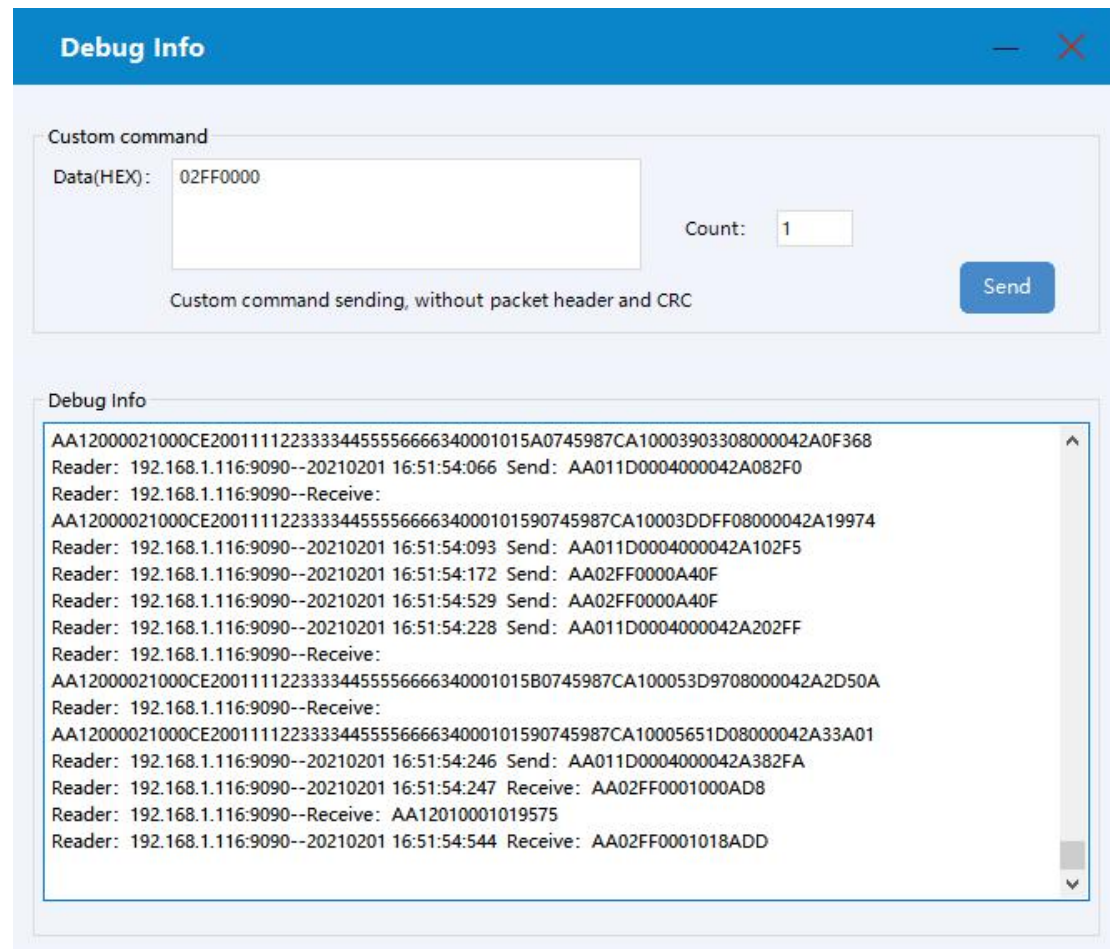 Debug Info
Custom command
Data(HEX): 02FF0000
Count: 1
Send
Custom command sending, without packet header and CRC
Debug Info
AA12000021000CE20011112233334455556666340001015A0745987CA10003903308000042A0F368
Reader: 192.168.1.116:9090--20210201 16:51:54:066 Send: AA011D0004000042A082F0
Reader: 192.168.1.116:9090--Receive:
AA12000021000CE2001111223333445555666634000101590745987CA10003DDFF08000042A19974
Reader: 192.168.1.116:9090--20210201 16:51:54:093 Send: AA011D0004000042A102F5
Reader: 192.168.1.116:9090--20210201 16:51:54:172 Send: AA02FF0000A40F
Reader: 192.168.1.116:9090--20210201 16:51:54:529 Send: AA02FF0000A40F
Reader: 192.168.1.116:9090--20210201 16:51:54:228 Send: AA011D0004000042A202FF
Reader: 192.168.1.116:9090--Receive:
AA12000021000CE20011112233334455556666340001015B0745987CA100053D9708000042A2D50A
Reader: 192.168.1.116:9090--Receive:
AA12000021000CE2001111223333445555666634000101590745987CA10005651D08000042A33A01
Reader: 192.168.1.116:9090--20210201 16:51:54:246 Send: AA011D0004000042A382FA
Reader: 192.168.1.116:9090--20210201 16:51:54:247 Receive: AA02FF0001000AD8
Reader: 192.168.1.116:9090--Receive: AA12010001019575
Reader: 192.168.1.116:9090--20210201 16:51:54:544 Receive: AA02FF0001018ADD